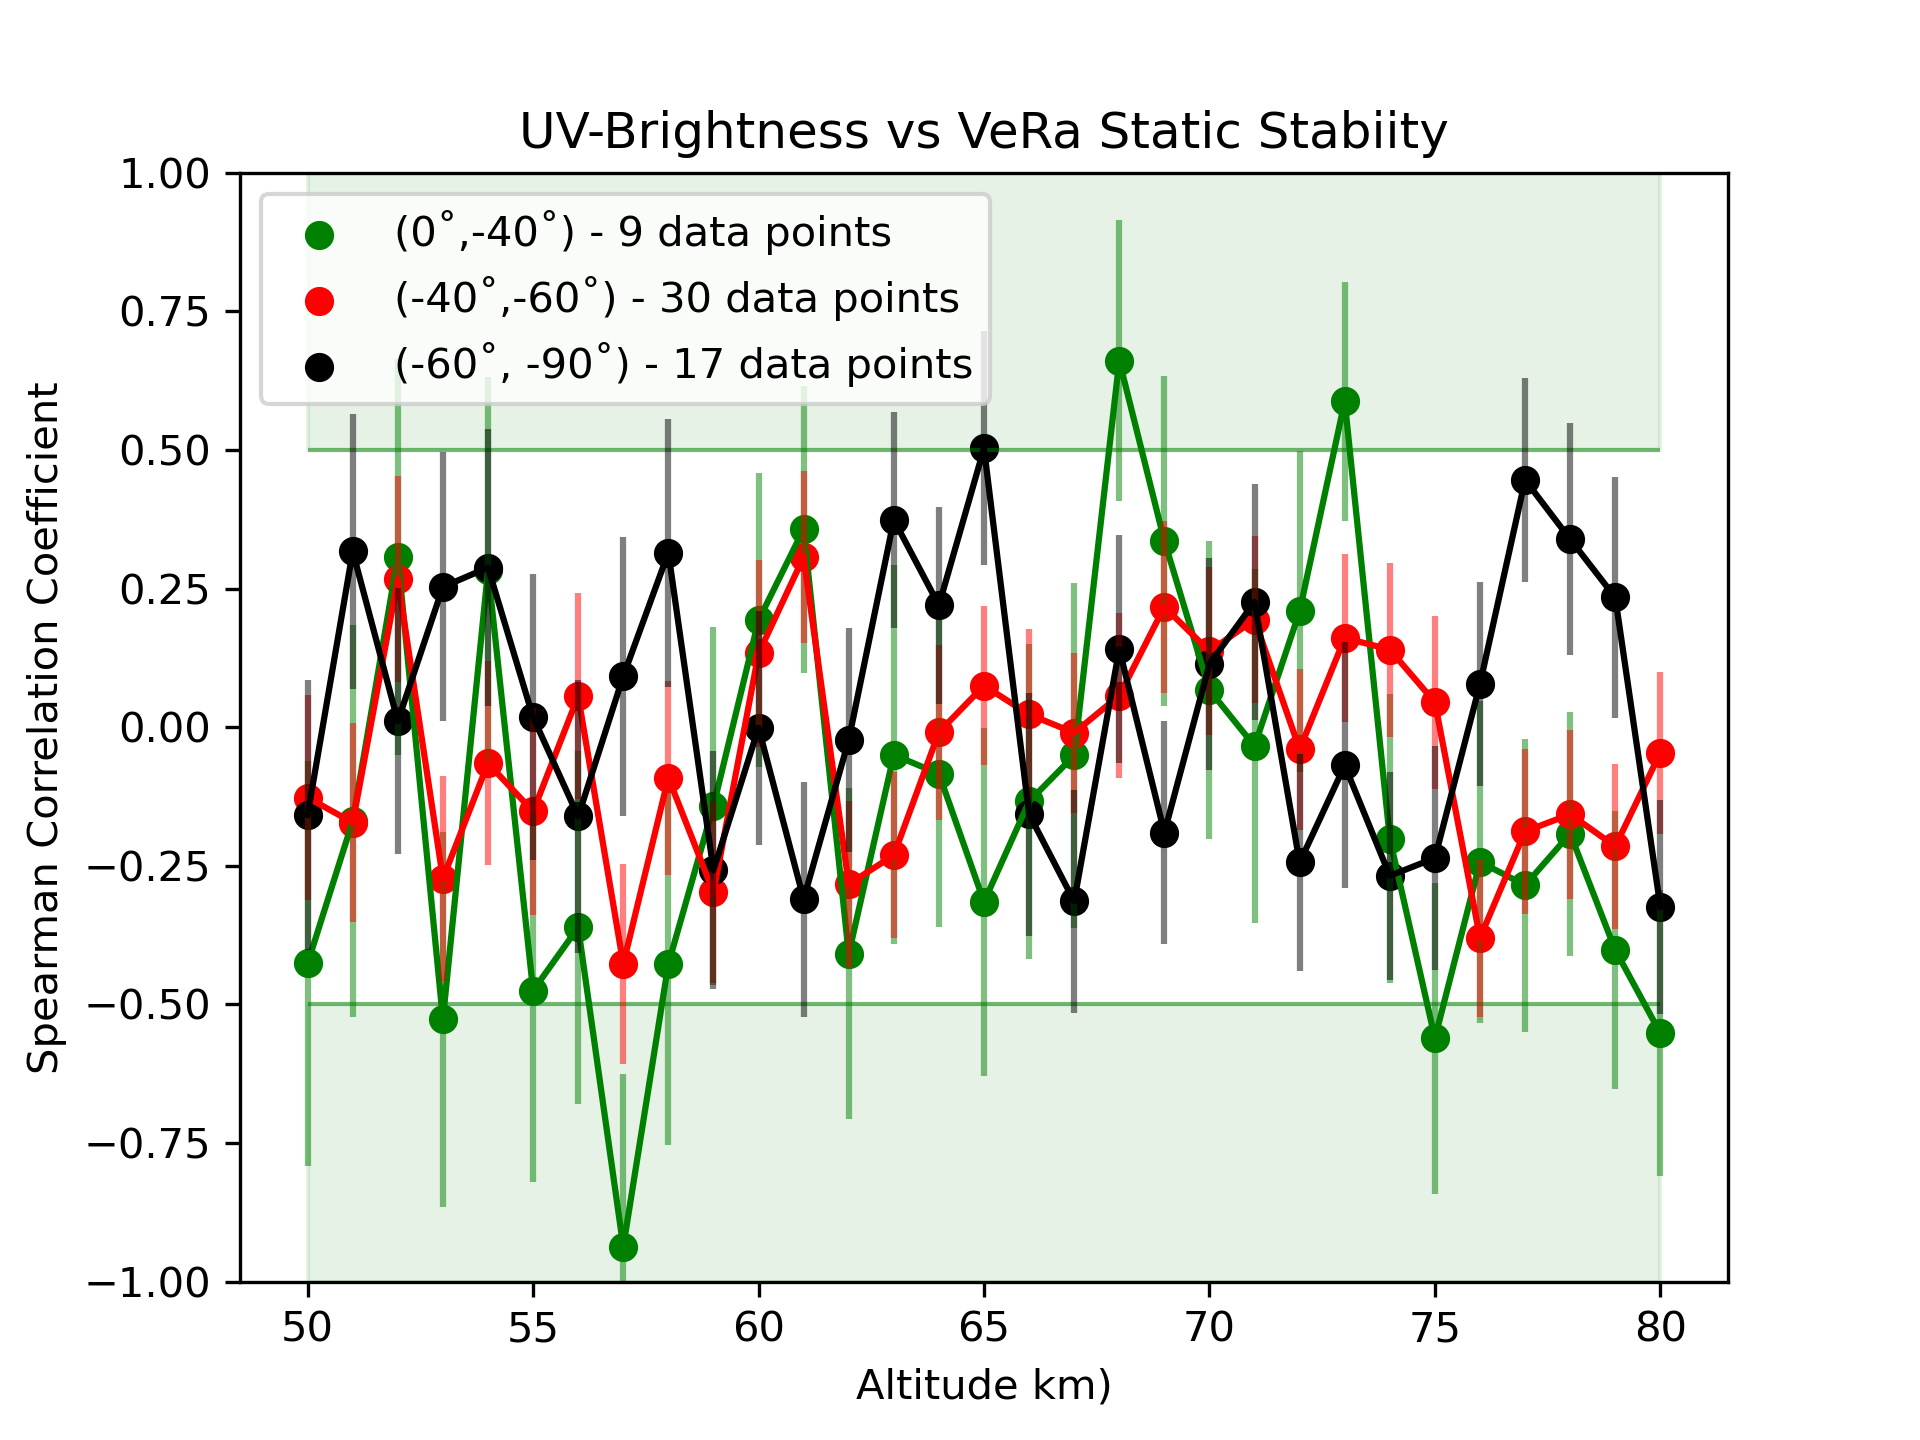 UV-Brightness vs VeRa Static Stabiity
1.00
0.75
0.50
0.25
0.00
−0.25
−0.50
−0.75
−1.00
Spearman Correlation Coefficient
(0˚,-40˚) - 9 data points
(-40˚,-60˚) - 30 data points
(-60˚, -90˚) - 17 data points
50 55 60 65 70 75 80
Altitude km)